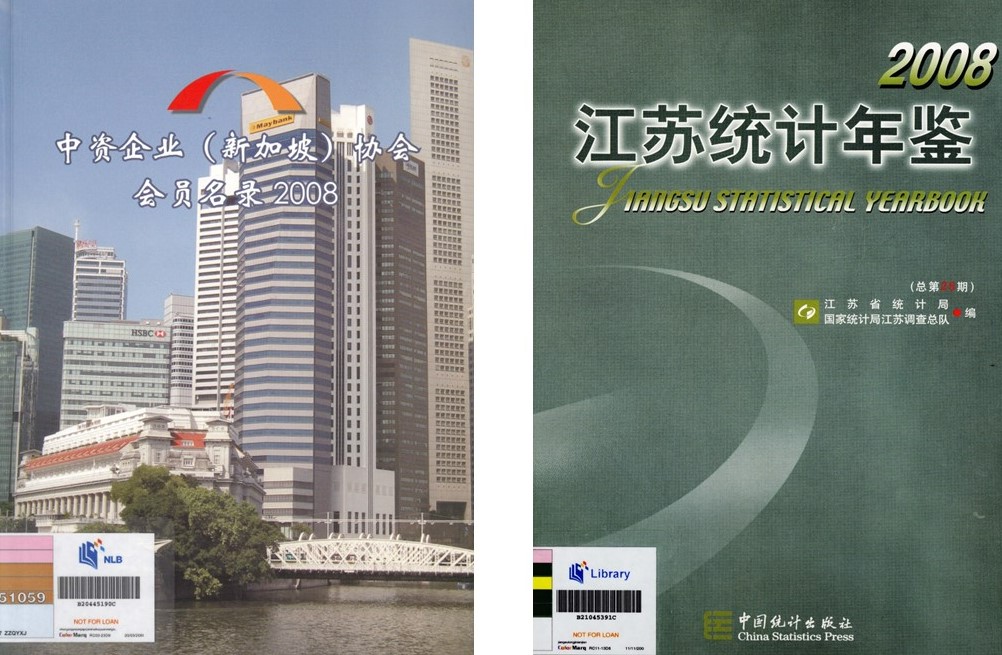 Maybank
中资企业（新加坡）协会
会员名录 2008
HSBC
51059
ZZQYXJ
NLB
B20445190C
NOT FOR LOAN
2008
江苏统计年鉴
JIANGSU STATISTICAL YEARBOOK
江苏省统计局
国家统计局江苏调查总队
编
Library
B21045391C
NOT FOR LOAN
中国统计出版社
China Statistics Press